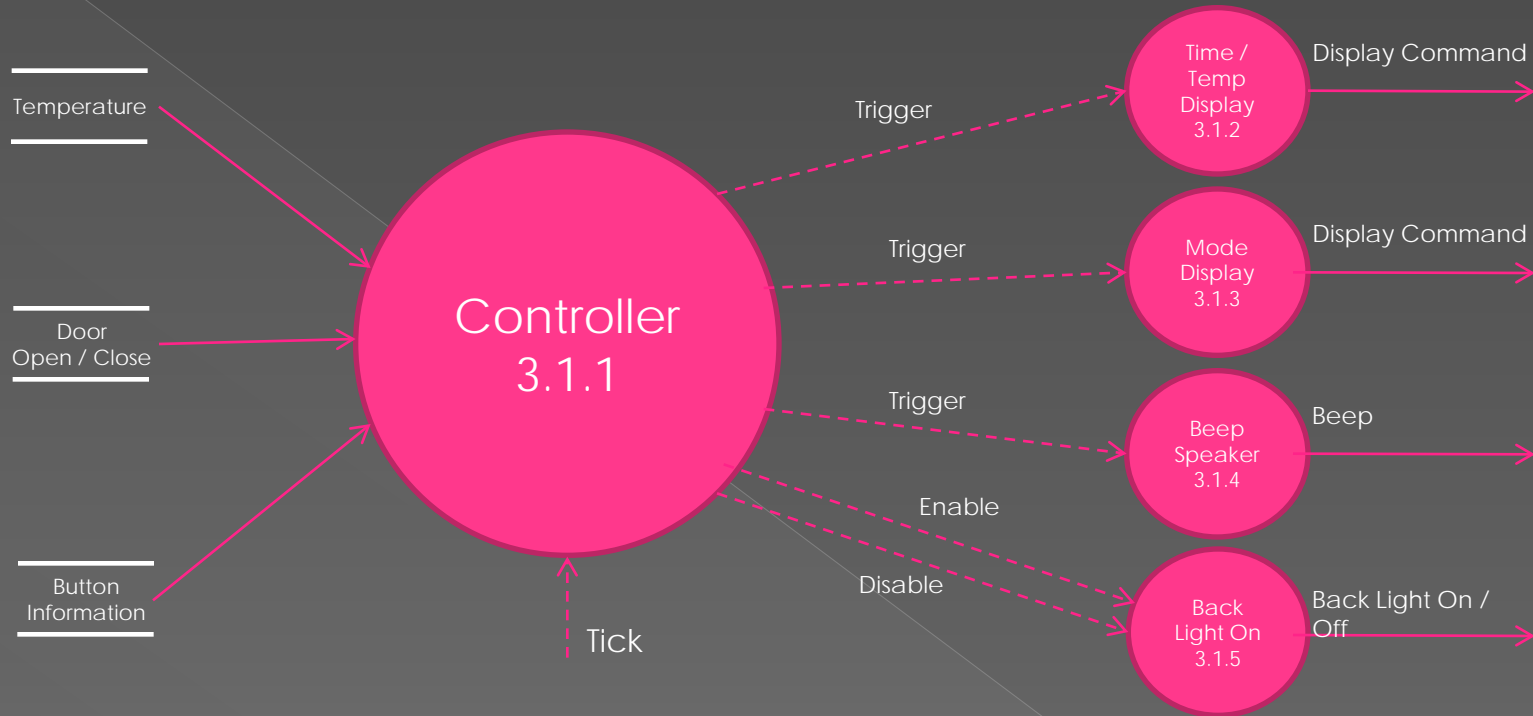 Temperature
Door
Open / Close
Button
Information
Controller
3.1.1
Tick
Trigger
Trigger
Trigger
Enable
Disable
Time /
Temp
Display
3.1.2
Display Command
Mode
Display
3.1.3
Display Command
Beep
Speaker
3.1.4
Beep
Back
Light On
3.1.5
Back Light On /
Off